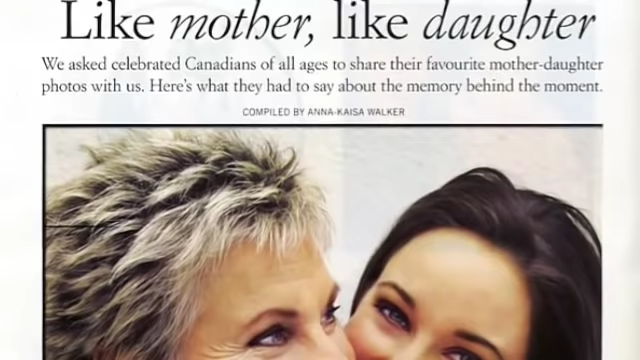 Like mother, like daughter
We asked celebrated Canadians of all ages to share their favourite mother-daughter
photos with us. Here's what they had to say about the memory behind the moment.
COMPILED BY ANNA-KAISA WALKER